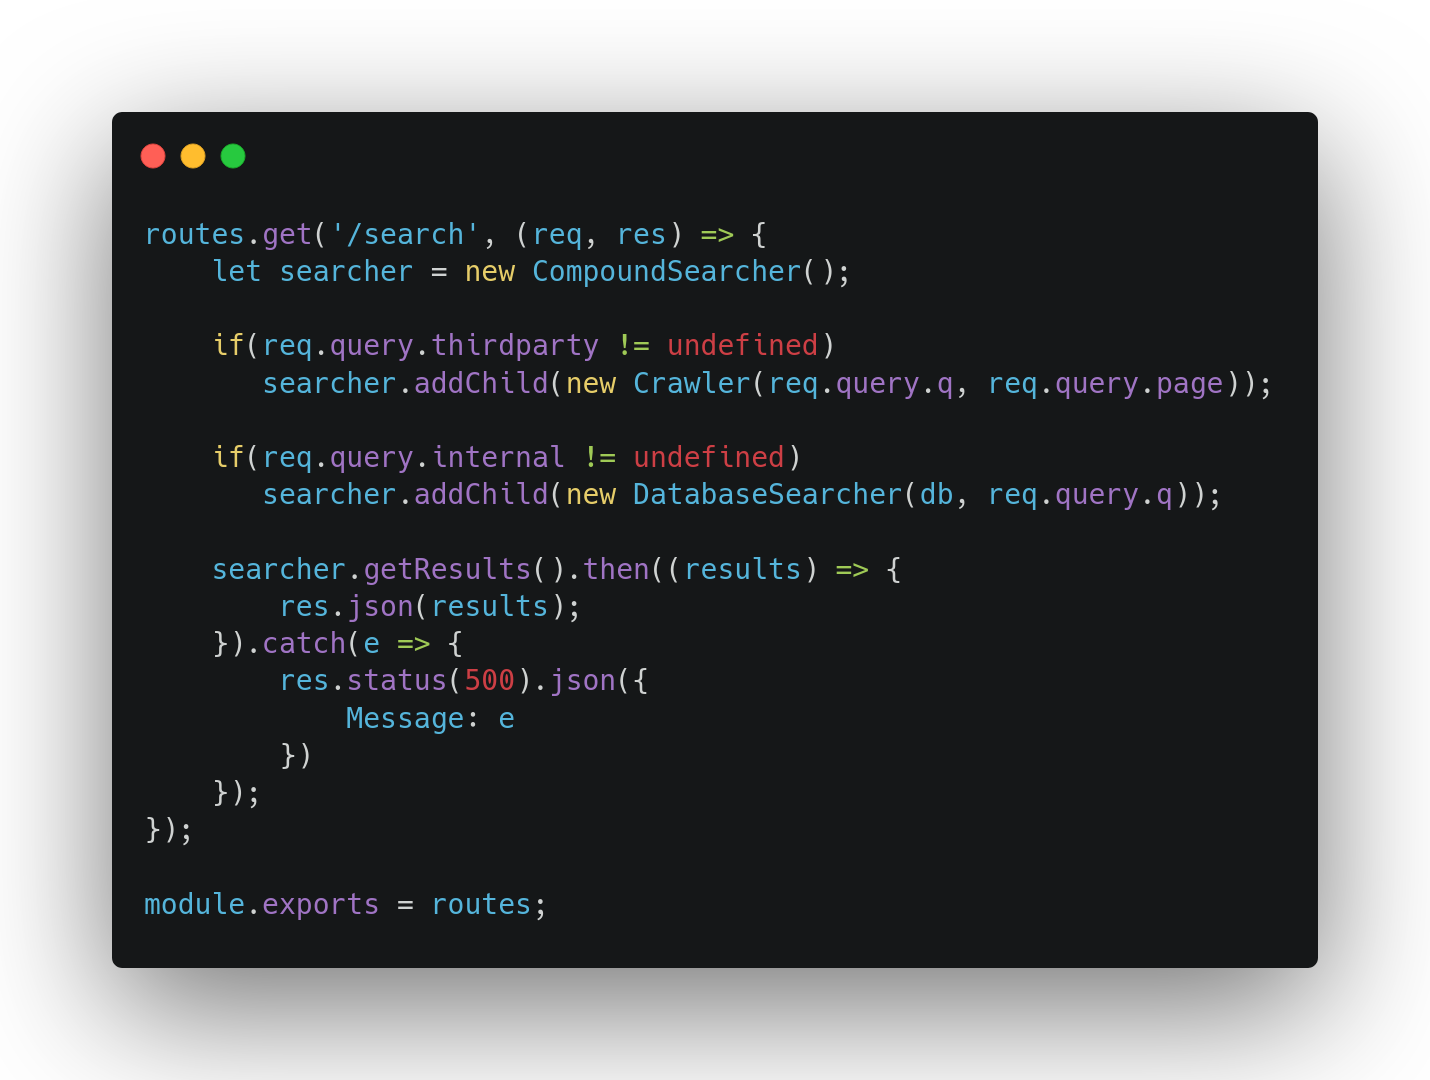 routes.get('/search', (req, res) => {
    let searcher = new CompoundSearcher();

    if(req.query.thirdparty != undefined)
       searcher.addChild(new Crawler(req.query.q, req.query.page));

    if(req.query.internal != undefined)
       searcher.addChild(new DatabaseSearcher(db, req.query.q));

    searcher.getResults().then((results) => {
        res.json(results);
    }).catch(e => {
        res.status(500).json({
            Message: e
        })
    });
});

module.exports = routes;